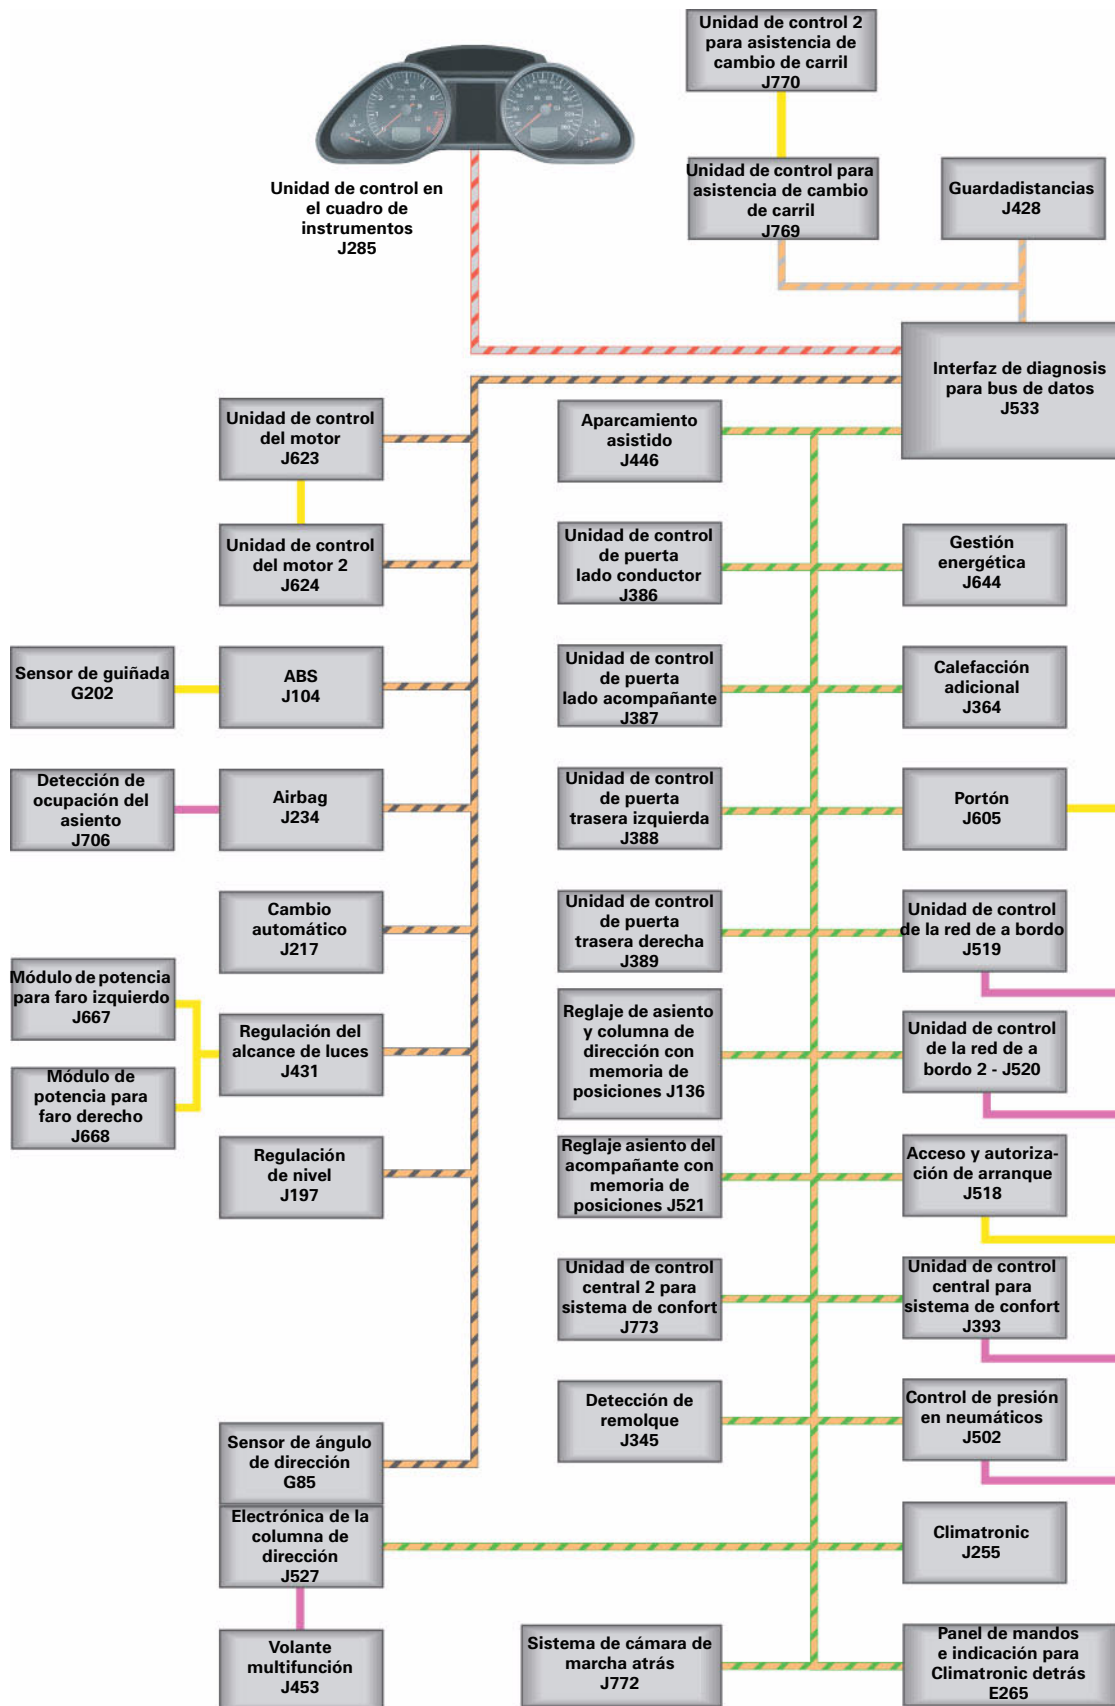 Unidad de control 2
para asistencia de
cambio de carril
J770
Unidad de control en
el cuadro de
instrumentos
J285
Unidad de control para
asistencia de cambio
de carril
J769
Guardadistancias
J428
Interfaz de diagnosis
para bus de datos
J533
Unidad de control
del motor
J623
Aparcamiento
asistido
J446
Unidad de control
del motor 2
J624
Unidad de control
de puerta
lado conductor
J386
Gestión
energética
J644
Sensor de guiñada
G202
ABS
J104
Unidad de control
de puerta
lado acompañante
J387
Calefacción
adicional
J364
Detección de
ocupación del
asiento
J706
Airbag
J234
Unidad de control
de puerta
trasera izquierda
J388
Portón
J605
Cambio
automático
J217
Unidad de control
de puerta
trasera derecha
J389
Unidad de control
de la red de a bordo
J519
Módulo de potencia
para faro izquierdo
J667
Módulo de
potencia para
faro derecho
J668
Regulación del
alcance de luces
J431
Reglaje de asiento
y columna de
dirección con
memoria de
posiciones J136
Unidad de control
de la red de a
bordo 2 - J520
Regulación
de nivel
J197
Reglaje asiento del
acompañante con
memoria de
posiciones J521
Acceso y autoriza-
ción de arranque
J518
Unidad de control
central 2 para
sistema de confort
J773
Unidad de control
central para
sistema de confort
J393
Sensor de ángulo
de dirección
G85
Detección de
remolque
J345
Control de presión
en neumáticos
J502
Electrónica de la
columna de
dirección
J527
Climatronic
J255
Volante
multifunción
J453
Sistema de cámara de
marcha atrás
J772
Panel de mandos
e indicación para
Climatronic detrás
E265